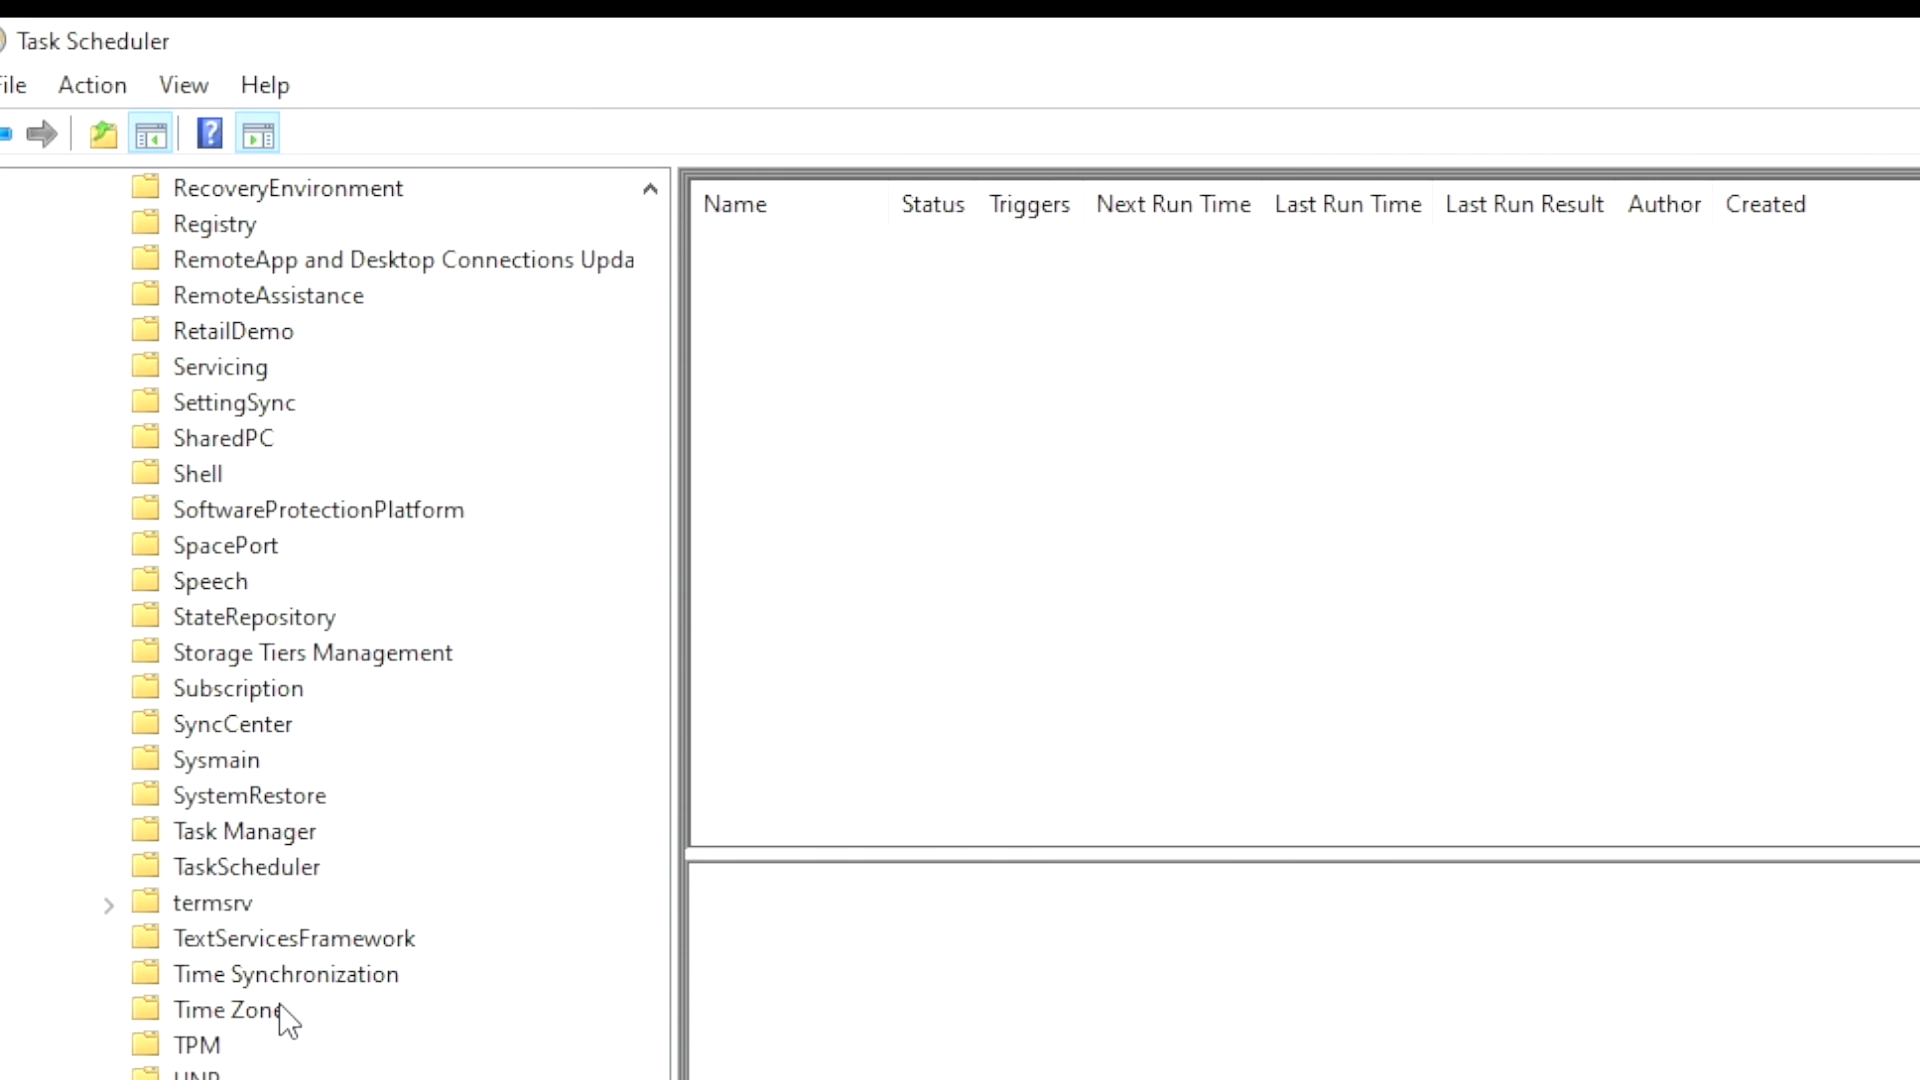 Task Scheduler
File Action View Help
Name Status Triggers Next Run Time Last Run Time Last Run Result Author Created
RecoveryEnvironment
Registry
RemoteApp and Desktop Connections Upda
RemoteAssistance
RetailDemo
Servicing
SettingSync
SharedPC
Shell
SoftwareProtectionPlatform
SpacePort
Speech
StateRepository
Storage Tiers Management
Subscription
SyncCenter
Sysmain
SystemRestore
Task Manager
TaskScheduler
termsrv
TextServicesFramework
Time Synchronization
Time Zone
TPM